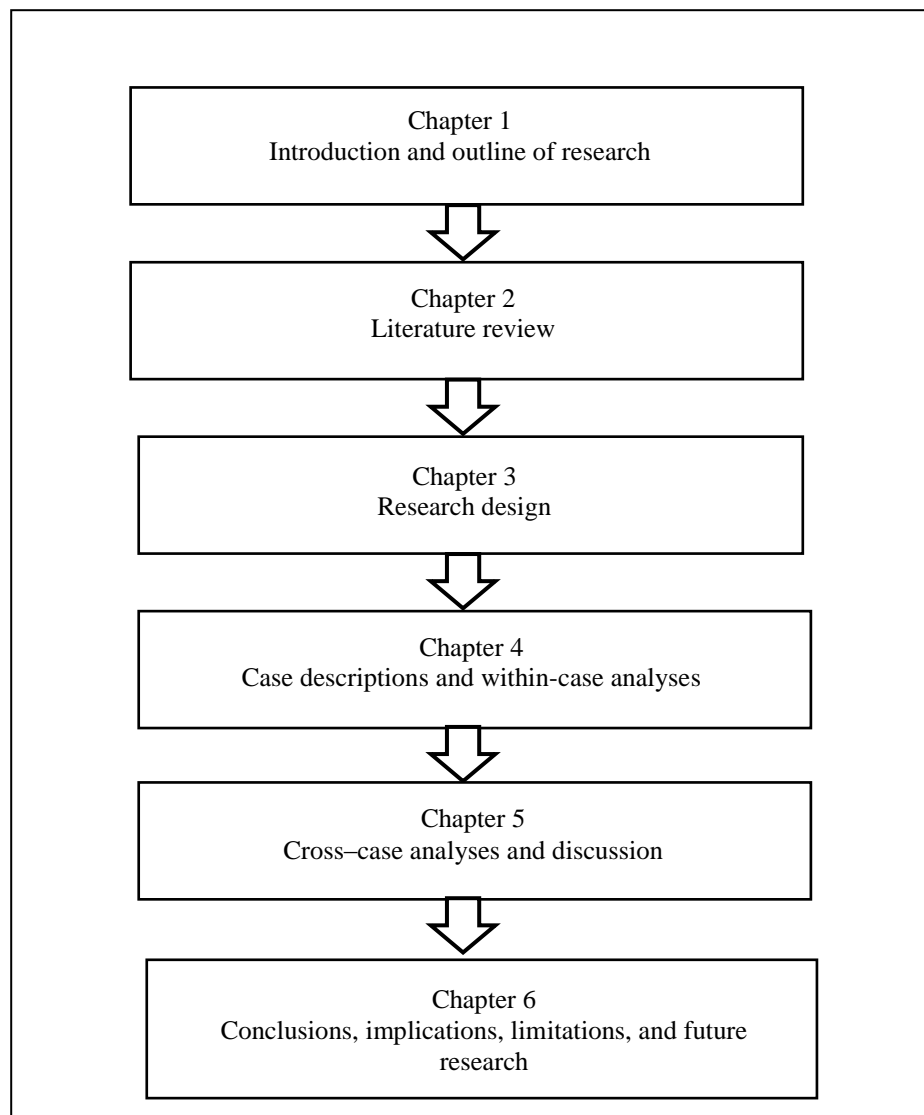 Chapter 1
Introduction and outline of research
Chapter 2
Literature review
Chapter 3
Research design
Chapter 4
Case descriptions and within-case analyses
Chapter 5
Cross–case analyses and discussion
Chapter 6
Conclusions, implications, limitations, and future
research